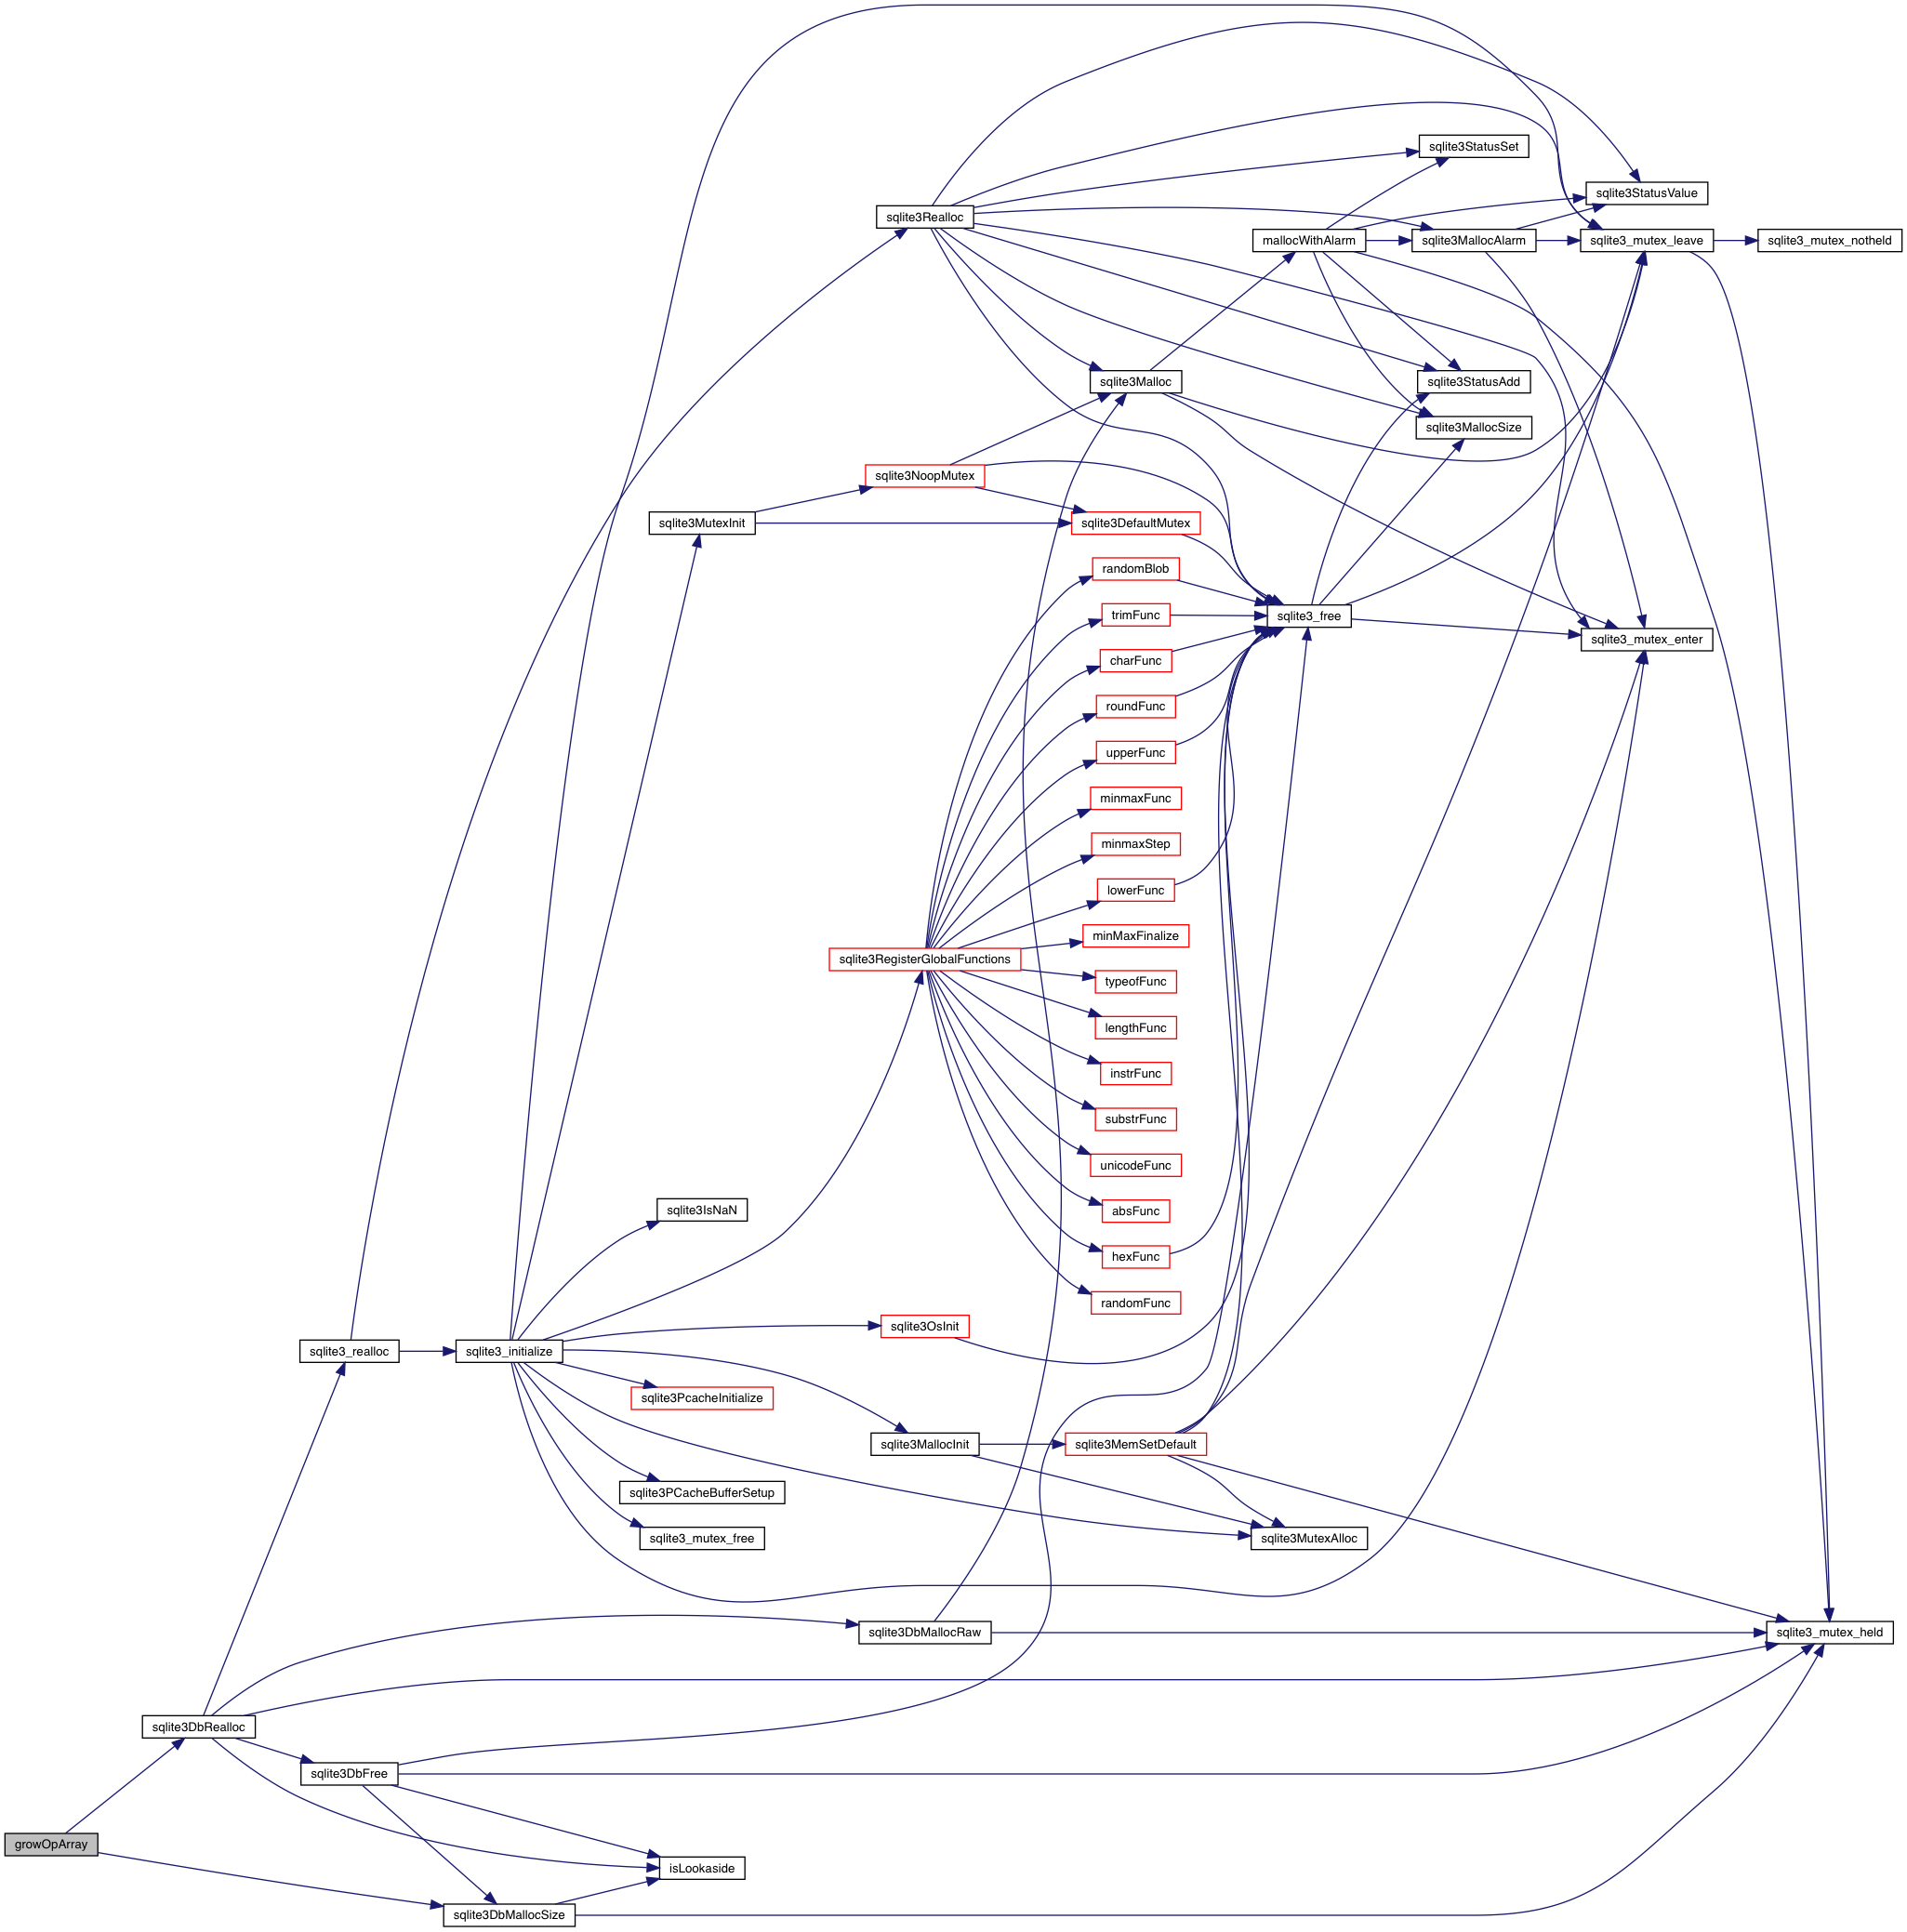 sqlite3StatusSet
sqlite3StatusValue
sqlite3Realloc
mallocWithAlarm
sqlite3MallocAlarm
sqlite3_mutex_leave
sqlite3_mutex_notheld
sqlite3Malloc
sqlite3StatusAdd
sqlite3MallocSize
sqlite3NoopMutex
sqlite3MutexInit
sqlite3DefaultMutex
randomBlob
trimFunc
sqlite3_free
sqlite3_mutex_enter
charFunc
roundFunc
upperFunc
minmaxFunc
minmaxStep
lowerFunc
minMaxFinalize
sqlite3RegisterGlobalFunctions
typeofFunc
lengthFunc
instrFunc
substrFunc
unicodeFunc
sqlite3IsNaN
absFunc
hexFunc
randomFunc
sqlite3OsInit
sqlite3_realloc
sqlite3_initialize
sqlite3PcacheInitialize
sqlite3MallocInit
sqlite3MemSetDefault
sqlite3PCacheBufferSetup
sqlite3_mutex_free
sqlite3MutexAlloc
sqlite3DbMallocRaw
sqlite3_mutex_held
sqlite3DbRealloc
sqlite3DbFree
growOpArray
isLookaside
sqlite3DbMallocSize